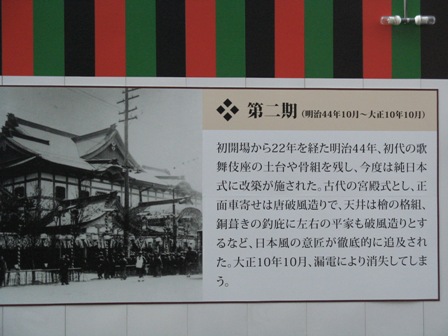 ❖ 第二期（明治44年10月〜大正10年10月）
初開場から22年を経た明治44年、初代の歌
舞伎座の土台や骨組を残し、今度は純日本
式に改築が施された。古代の宮殿式とし、正
面車寄せは唐破風造りで、天井は檜の格組、
銅葺きの釣庇に左右の平家も破風造りとす
るなど、日本風の意匠が徹底的に追及され
た。大正10年10月、漏電により消失してしま
う。